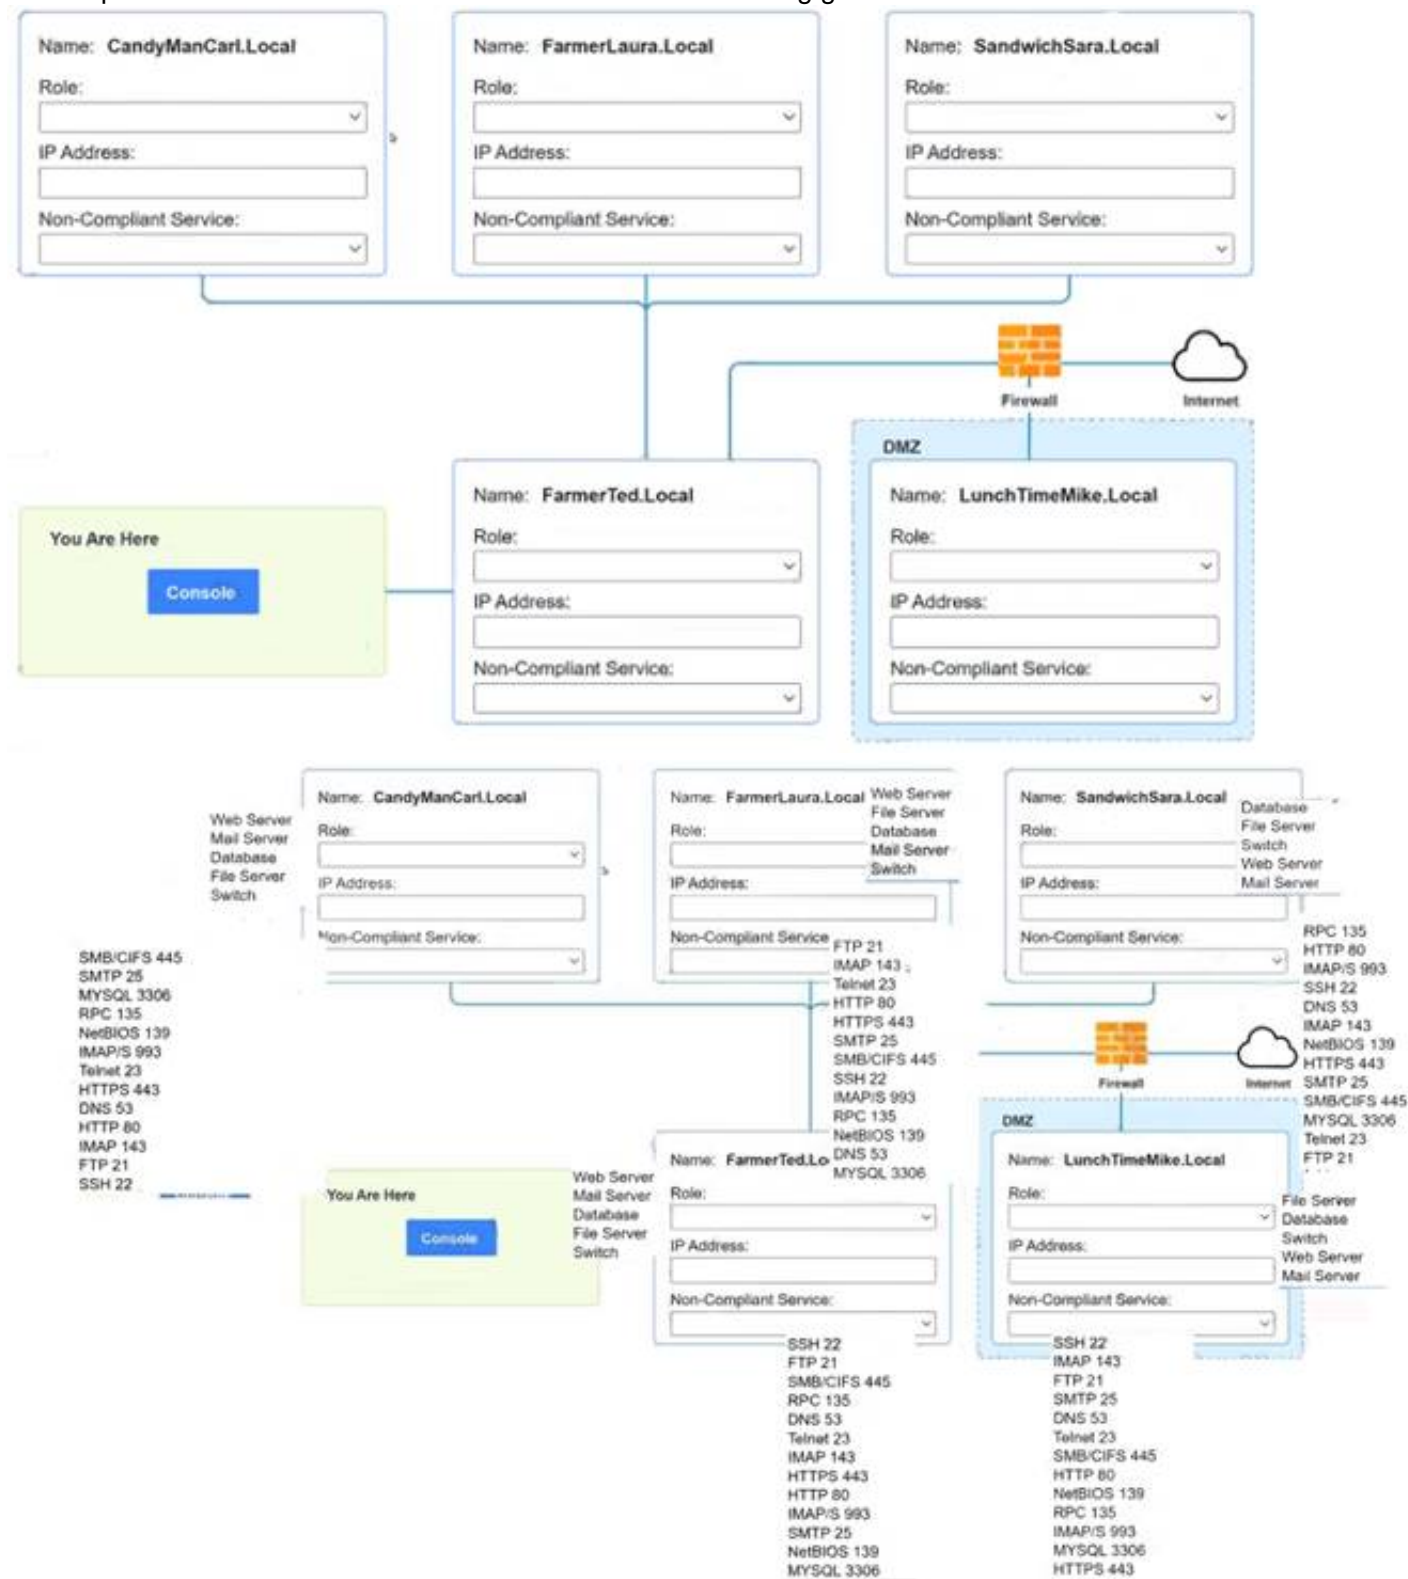 Name: CandyManCarl.Local
Role:
IP Address:
Non-Compliant Service:
Name: FarmerLaura.Local
Role:
IP Address:
Non-Compliant Service:
Name: SandwichSara.Local
Role:
IP Address:
Non-Compliant Service:
Firewall
Internet
You Are Here
Console
Name: FarmerTed.Local
Role:
IP Address:
Non-Compliant Service:
DMZ
Name: LunchTimeMike.Local
Role:
IP Address:
Non-Compliant Service:
Name: CandyManCarl.Local
Role:
IP Address:
Non-Compliant Service:
Web Server
Mail Server
Database
File Server
Switch
SMB/CIFS 445
SMTP 25
MYSQL 3306
RPC 135
NetBIOS 139
IMAP/S 993
Telnet 23
HTTPS 443
DNS 53
HTTP 80
IMAP 143
FTP 21
SSH 22
Name: FarmerLaura.Local
Role:
IP Address:
Non-Compliant Service
Web Server
File Server
Database
Mail Server
Switch
FTP 21
IMAP 143
Telnet 23
HTTP 80
HTTPS 443
SMTP 25
SMB/CIFS 445
SSH 22
IMAP/S 993
RPC 135
NetBIOS 139
DNS 53
MYSQL 3306
Name: SandwichSara.Local
Role:
IP Address:
Non-Compliant Service:
Database
File Server
Switch
Web Server
Mail Server
RPC 135
HTTP 80
IMAP/S 993
SSH 22
DNS 53
IMAP 143
NetBIOS 139
HTTPS 443
SMTP 25
SMB/CIFS 445
MYSQL 3306
Telnet 23
FTP 21
Firewall
Internet
You Are Here
Console
Name: FarmerTed.Lo
Role:
IP Address:
Non-Compliant Service:
Web Server
Mail Server
Database
File Server
Switch
SSH 22
FTP 21
SMB/CIFS 445
RPC 135
DNS 53
Telnet 23
IMAP 143
HTTPS 443
HTTP 80
IMAP/S 993
SMTP 25
NetBIOS 139
MYSQL 3306
DMZ
Name: LunchTimeMike.Local
Role:
IP Address:
Non-Compliant Service:
File Server
Database
Switch
Web Server
Mail Server
SSH 22
IMAP 143
FTP 21
SMTP 25
DNS 53
Telnet 23
SMB/CIFS 445
HTTP 80
NetBIOS 139
RPC 135
IMAP/S 993
MYSQL 3306
HTTPS 443